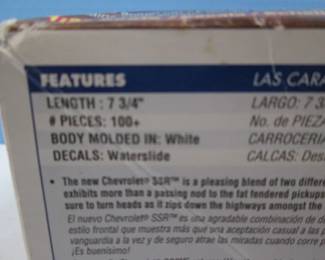 FEATURES LAS CARA
LENGTH : 7 3/4" LARGO: 7 3/
# PIECES: 100+ No. de PIEZA
BODY MOLDED IN: White CARROCERIA
DECALS: Waterslide CALCAS: Des
• The new Chevrolet® SSR™ is a pleasing blend of two differe
exhibits more than a passing nod to the fat fendered pickups
sure to turn heads as it zips down the highways amongst the
El nuevo Chevrolet® SSR™ es una agradable combinación de d
estilo frontal que muestra más que una aceptación casual a las p
vanguardia a la vez y de seguro atrae las miradas cuando corre p
¡Es buenísimo!